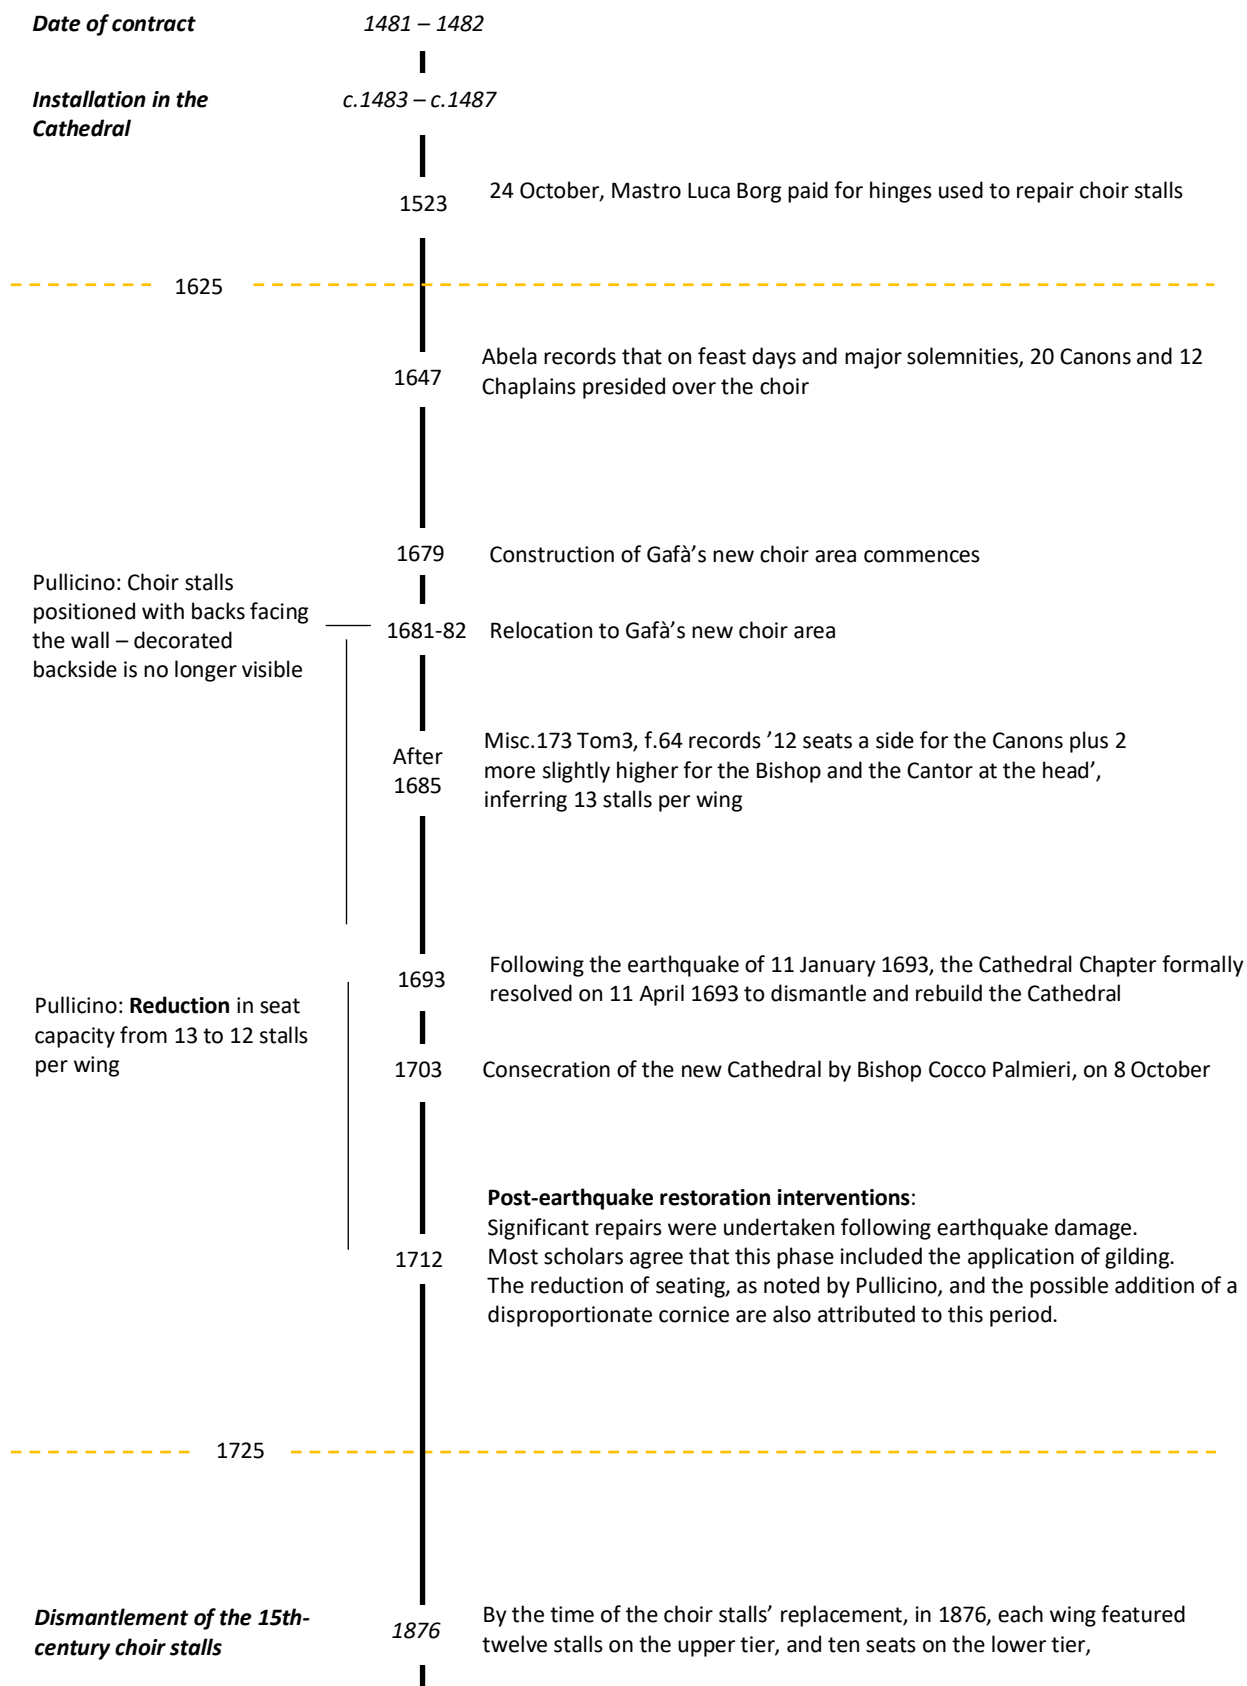 Date of contract
1481 – 1482
Installation in the
Cathedral
c.1483 – c.1487
1523
24 October, Mastro Luca Borg paid for hinges used to repair choir stalls
1625
1647
Abela records that on feast days and major solemnities, 20 Canons and 12
Chaplains presided over the choir
1679
Construction of Gafà’s new choir area commences
Pullicino: Choir stalls
positioned with backs facing
the wall – decorated
backside is no longer visible
1681-82
Relocation to Gafà’s new choir area
After
1685
Misc.173 Tom3, f.64 records ’12 seats a side for the Canons plus 2
more slightly higher for the Bishop and the Cantor at the head’,
inferring 13 stalls per wing
1693
Following the earthquake of 11 January 1693, the Cathedral Chapter formally
resolved on 11 April 1693 to dismantle and rebuild the Cathedral
Pullicino: Reduction in seat
capacity from 13 to 12 stalls
per wing
1703
Consecration of the new Cathedral by Bishop Cocco Palmieri, on 8 October
1712
Post-earthquake restoration interventions:
Significant repairs were undertaken following earthquake damage.
Most scholars agree that this phase included the application of gilding.
The reduction of seating, as noted by Pullicino, and the possible addition of a
disproportionate cornice are also attributed to this period.
1725
Dismantlement of the 15th-
century choir stalls
1876
By the time of the choir stalls’ replacement, in 1876, each wing featured
twelve stalls on the upper tier, and ten seats on the lower tier,